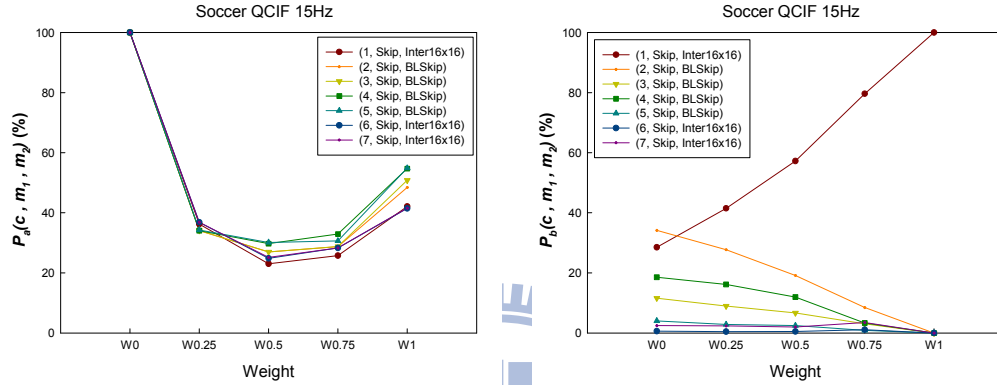 Soccer QCIF 15Hz
100
80
60
40
20
0
W0 W0.25 W0.5 W0.75 W1
Weight
Pa(c , m1 , m2) (%)
(1, Skip, Inter16x16)
(2, Skip, BLSkip)
(3, Skip, BLSkip)
(4, Skip, BLSkip)
(5, Skip, BLSkip)
(6, Skip, Inter16x16)
(7, Skip, Inter16x16)
Soccer QCIF 15Hz
100
80
60
40
20
0
W0 W0.25 W0.5 W0.75 W1
Weight
Pb(c , m1 , m2) (%)
(1, Skip, Inter16x16)
(2, Skip, BLSkip)
(3, Skip, BLSkip)
(4, Skip, BLSkip)
(5, Skip, BLSkip)
(6, Skip, Inter16x16)
(7, Skip, Inter16x16)